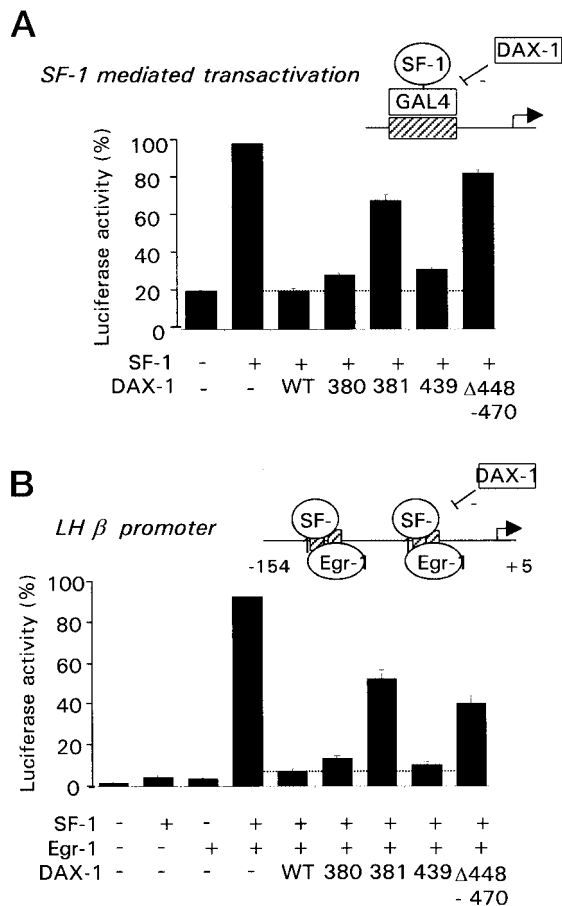 A
SF-1 mediated transactivation
SF-1
DAX-1
GAL4
-
Luciferase activity (%)
100
80
60
40
20
0
SF-1 - + + + + + +
DAX-1 - - WT 380 381 439 Δ448
-470
B
LH β promoter
DAX-1
-
SF- SF-
Egr-1 Egr-1
-154 +5
Luciferase activity (%)
100
80
60
40
20
0
SF-1 - + - + + + + + +
Egr-1 - - + + + + + + +
DAX-1 - - - - WT 380 381 439 Δ448
- 470